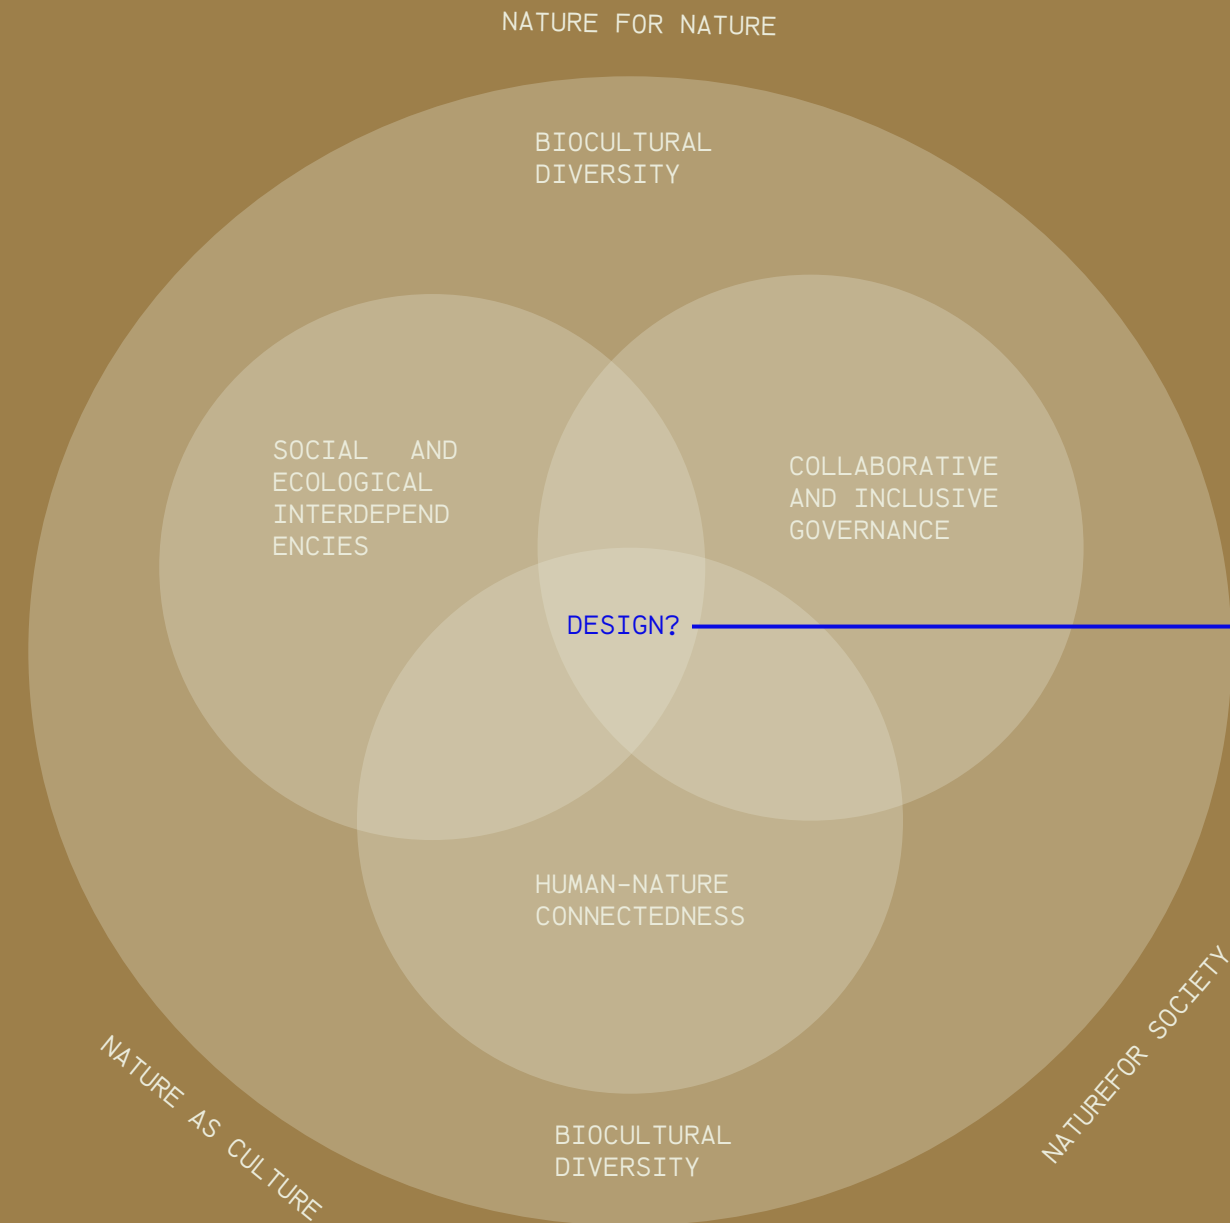 NATURE FOR NATURE
BIOCULTURAL
DIVERSITY
SOCIAL AND
ECOLOGICAL
INTERDEPEND
ENCIES
COLLABORATIVE
AND INCLUSIVE
GOVERNANCE
DESIGN?
HUMAN-NATURE
CONNECTEDNESS
NATURE AS CULTURE
NATUREFOR SOCIETY
BIOCULTURAL
DIVERSITY